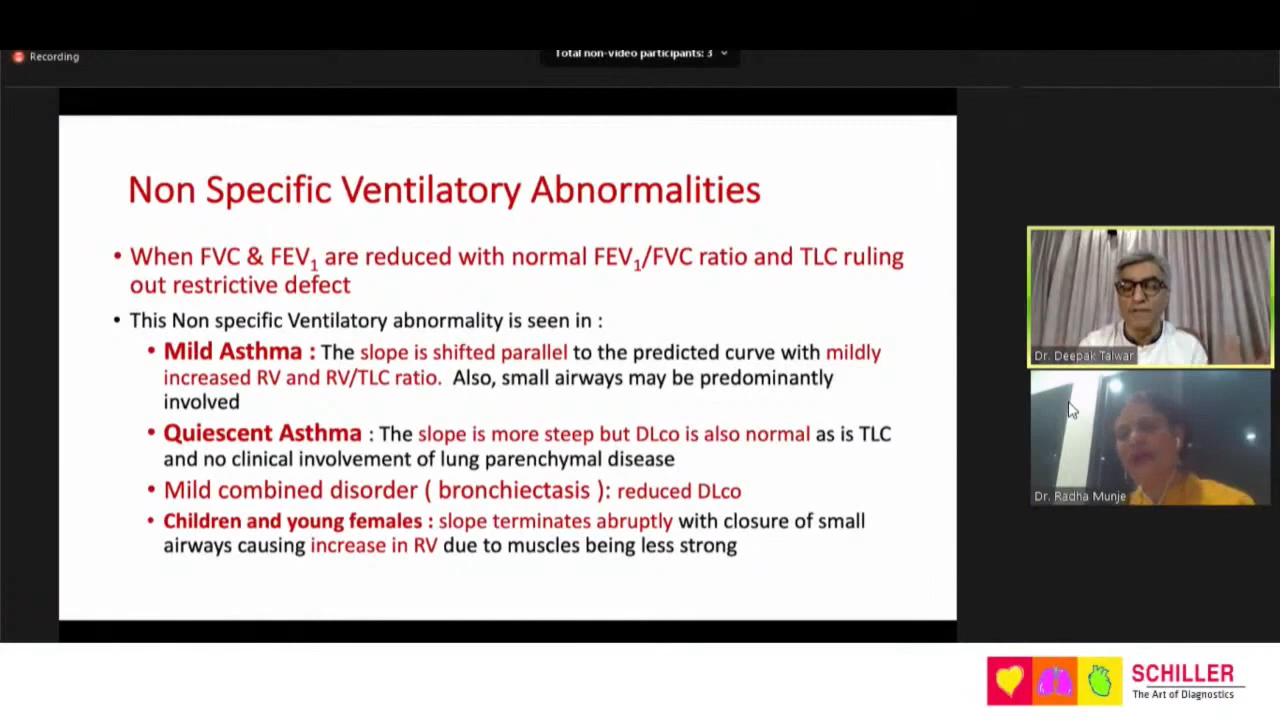 Recording
Total non-video participants: 3
Non Specific Ventilatory Abnormalities
• When FVC & FEV1 are reduced with normal FEV1/FVC ratio and TLC ruling
out restrictive defect
• This Non specific Ventilatory abnormality is seen in :
• Mild Asthma : The slope is shifted parallel to the predicted curve with mildly
increased RV and RV/TLC ratio. Also, small airways may be predominantly
involved
• Quiescent Asthma : The slope is more steep but DLco is also normal as is TLC
and no clinical involvement of lung parenchymal disease
• Mild combined disorder ( bronchiectasis ): reduced DLco
• Children and young females : slope terminates abruptly with closure of small
airways causing increase in RV due to muscles being less strong
Dr. Deepak Talwar
Dr. Radha Munje
SCHILLER
The Art of Diagnostics